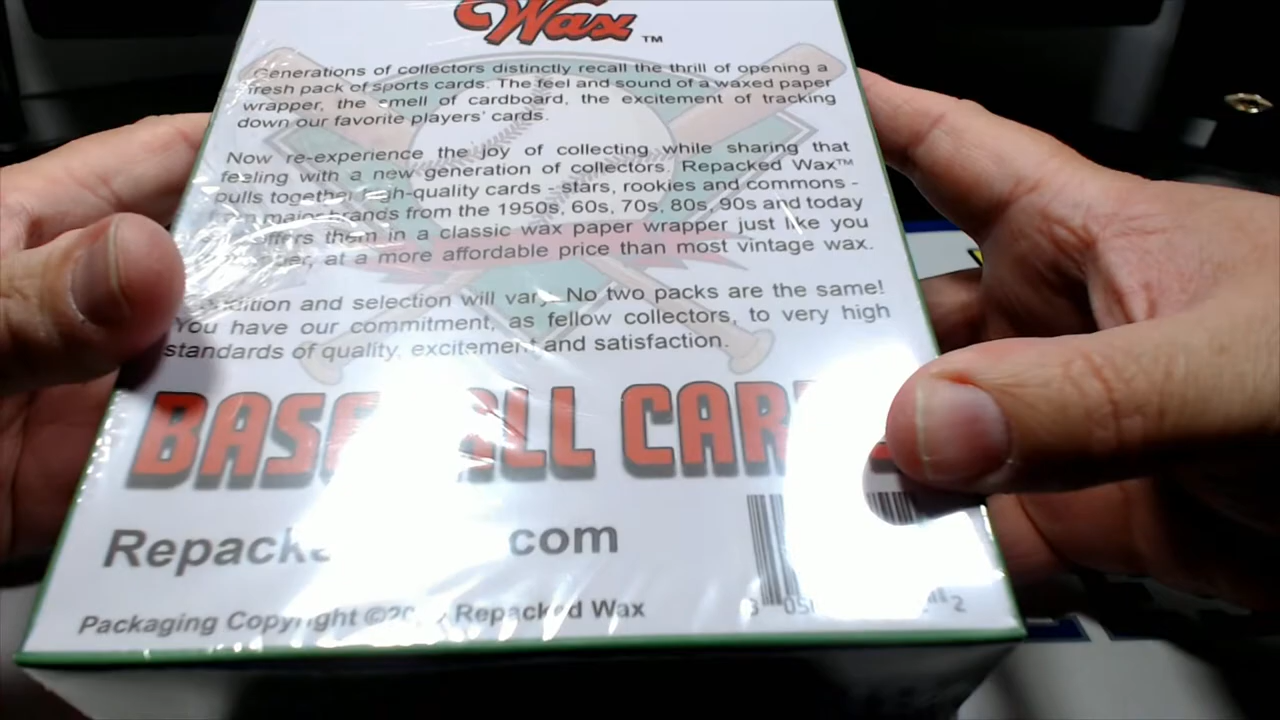 Wax™
Generations of collectors distinctly recall the thrill of opening a
fresh pack of sports cards. The feel and sound of a waxed paper
wrapper, the smell of cardboard, the excitement of tracking
down our favorite players' cards.
Now re-experience the joy of collecting while sharing that
feeling with a new generation of collectors. Repacked Wax™
pulls together high-quality cards - stars, rookies and commons -
from major brands from the 1950s, 60s, 70s, 80s, 90s and today
offers them in a classic wax paper wrapper just like you
at a more affordable price than most vintage wax.
and selection will vary. No two packs are the same!
You have our commitment, as fellow collectors, to very high
standards of quality, excitement and satisfaction.
BASEBALL CARDS
com
Packaging Copyright Repacked Wax